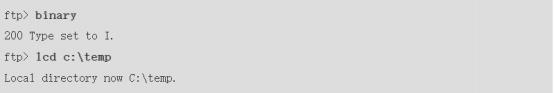 ftp> binary
200 Type set to I.
ftp> lcd c:\temp
Local directory now C:\temp.